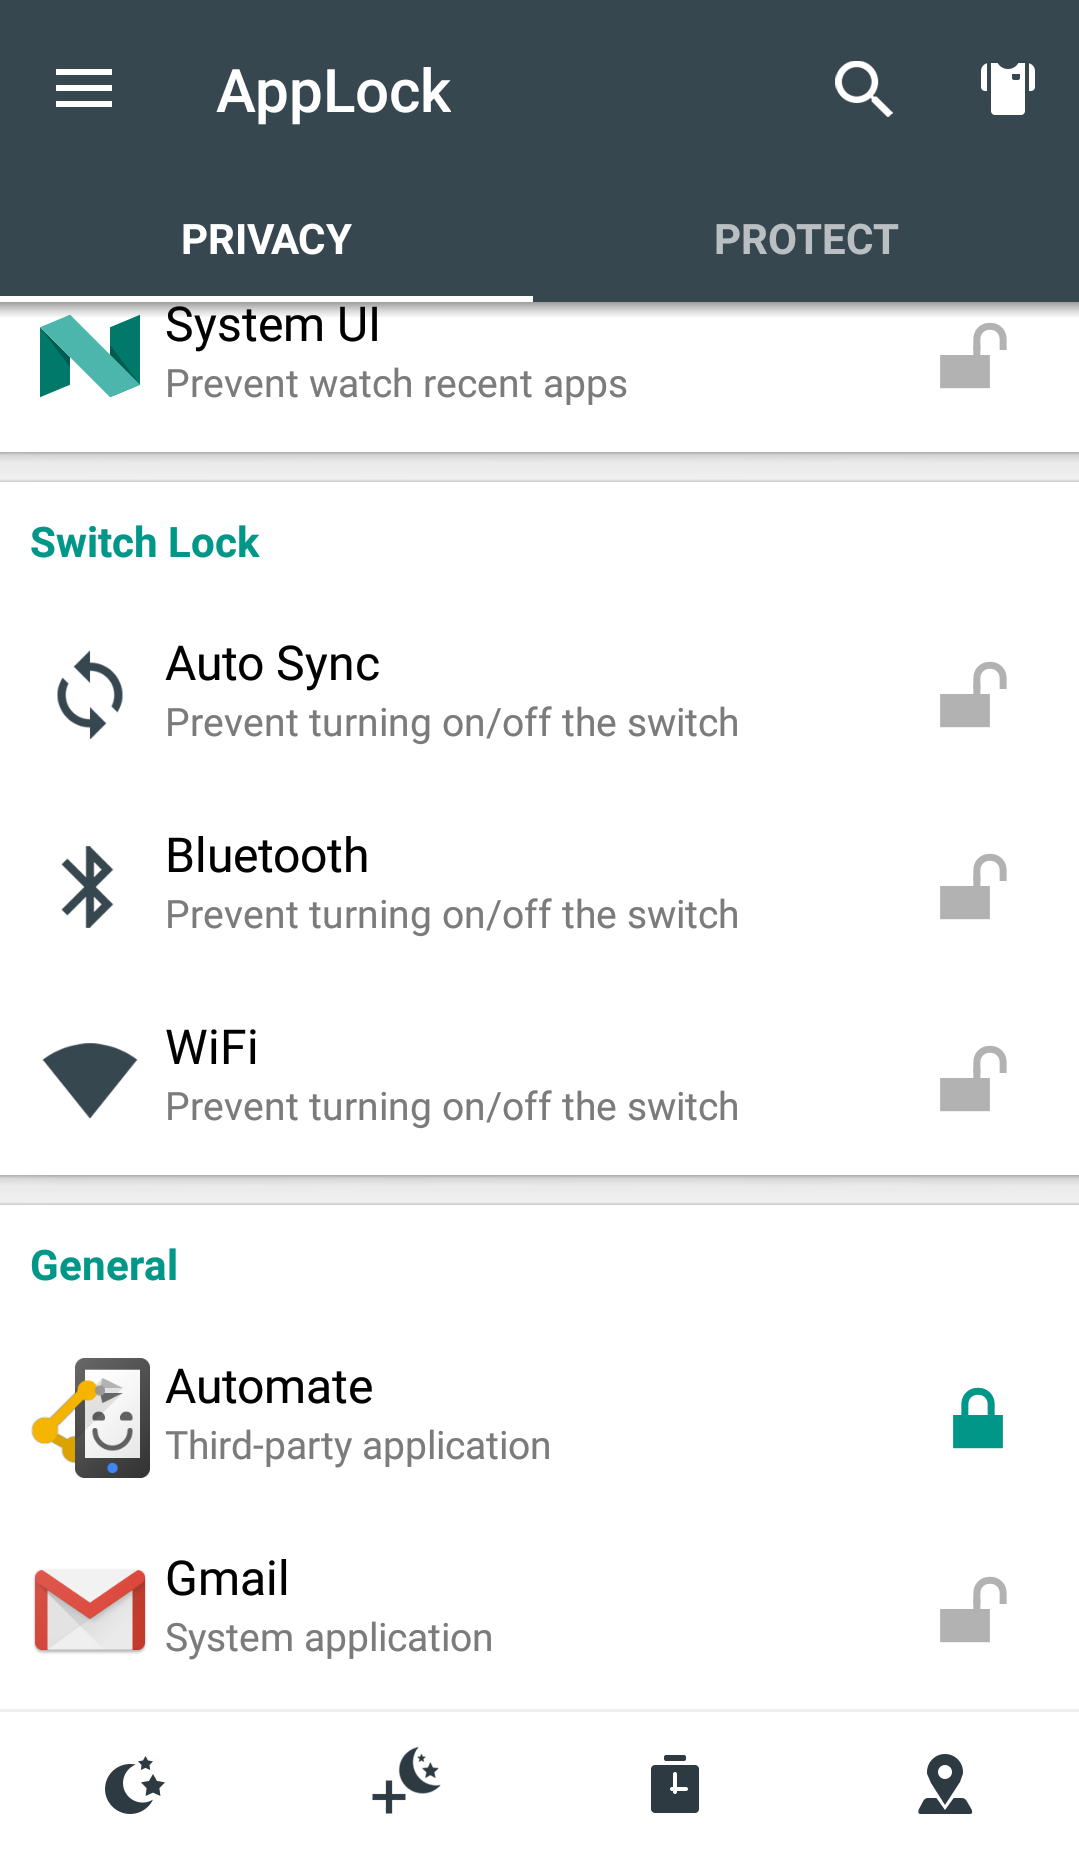 AppLock
PRIVACY
PROTECT
System UI
Prevent watch recent apps
Switch Lock
Auto Sync
Prevent turning on/off the switch
Bluetooth
Prevent turning on/off the switch
WiFi
Prevent turning on/off the switch
General
Automate
Third-party application
Gmail
System application